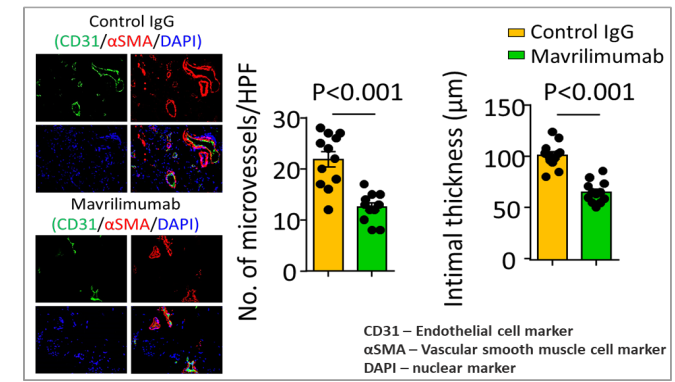 Control IgG
(CD31/αSMA/DAPI)
Mavrilimumab
(CD31/αSMA/DAPI)
No. of microvessels/HPF
P<0.001
30
20
10
0
Intimal thickness (μm)
P<0.001
150
100
50
0
Control IgG
Mavrilimumab
CD31 – Endothelial cell marker
αSMA – Vascular smooth muscle cell marker
DAPI – nuclear marker